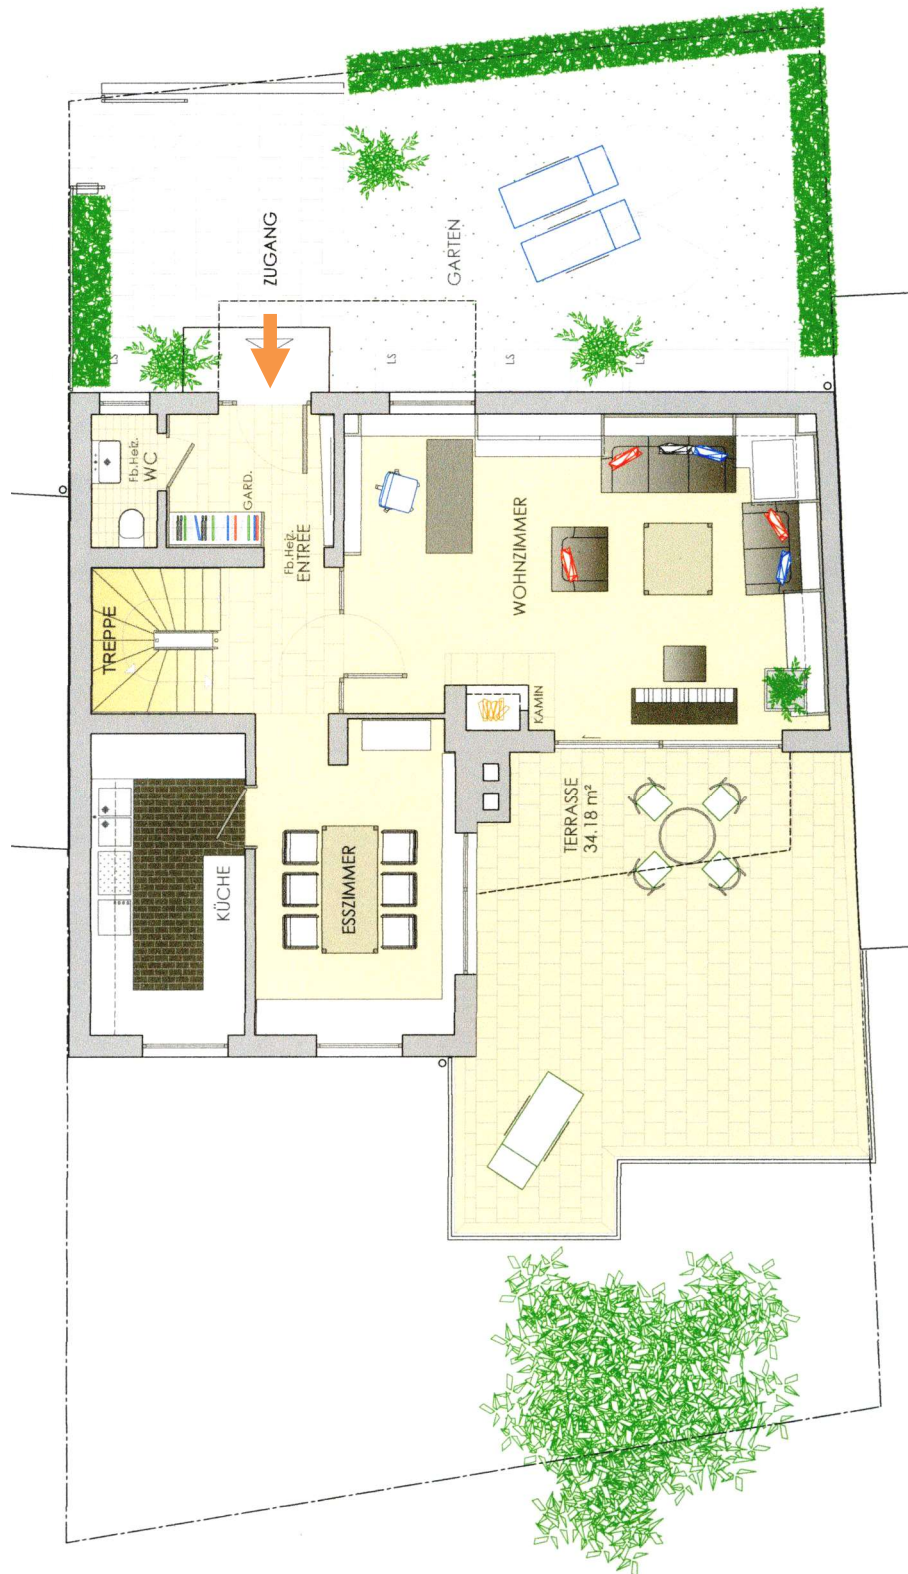 ZUGANG
GARTEN
LS
LS
LS
LS
Fb.Heiz.
WC
GARD.
Fb.Heiz.
ENTRÉE
WOHNZIMMER
TREPPE
KAMIN
TERRASSE
34.18 m²
KÜCHE
ESSZIMMER